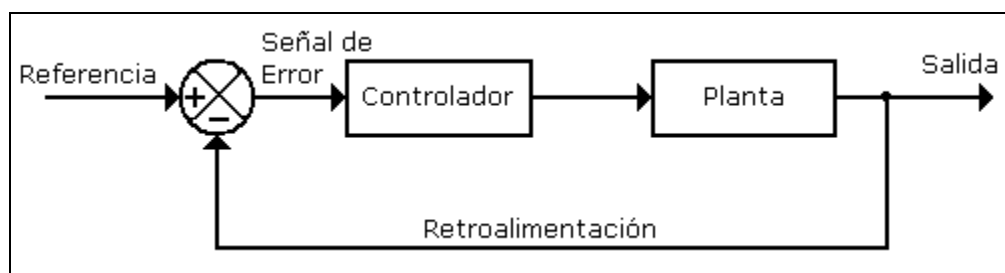 Referencia
Señal de
Error
+
−
Controlador
Planta
Salida
Retroalimentación